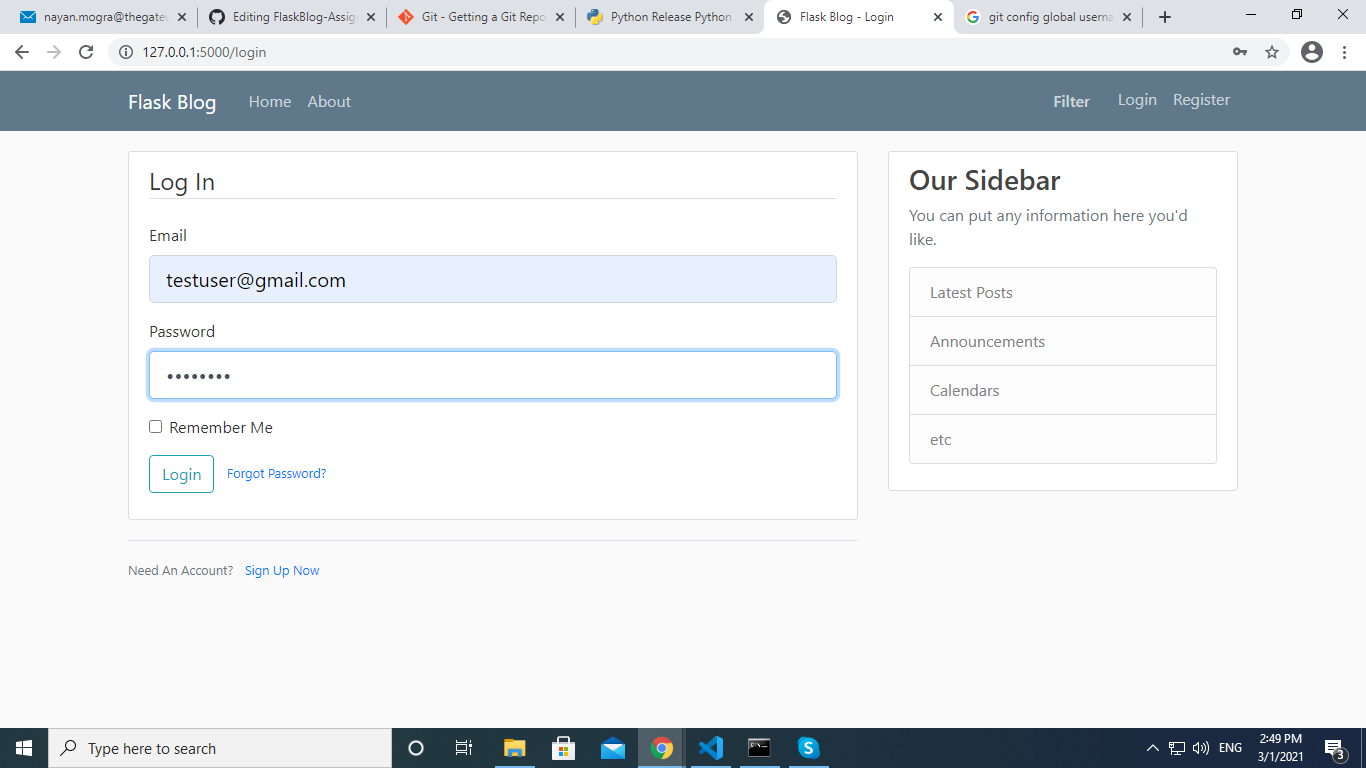 nayan.mogra@thegatew
Editing FlaskBlog-Assig
Git - Getting a Git Repo
Python Release Python
Flask Blog - Login
git config global userna
127.0.0.1:5000/login
Flask Blog
Home
About
Filter
Login
Register
Log In
Email
testuser@gmail.com
Password
••••••••
Remember Me
Login
Forgot Password?
Need An Account? Sign Up Now
Our Sidebar
You can put any information here you'd
like.
Latest Posts
Announcements
Calendars
etc
Type here to search
ENG
2:49 PM
3/1/2021
3